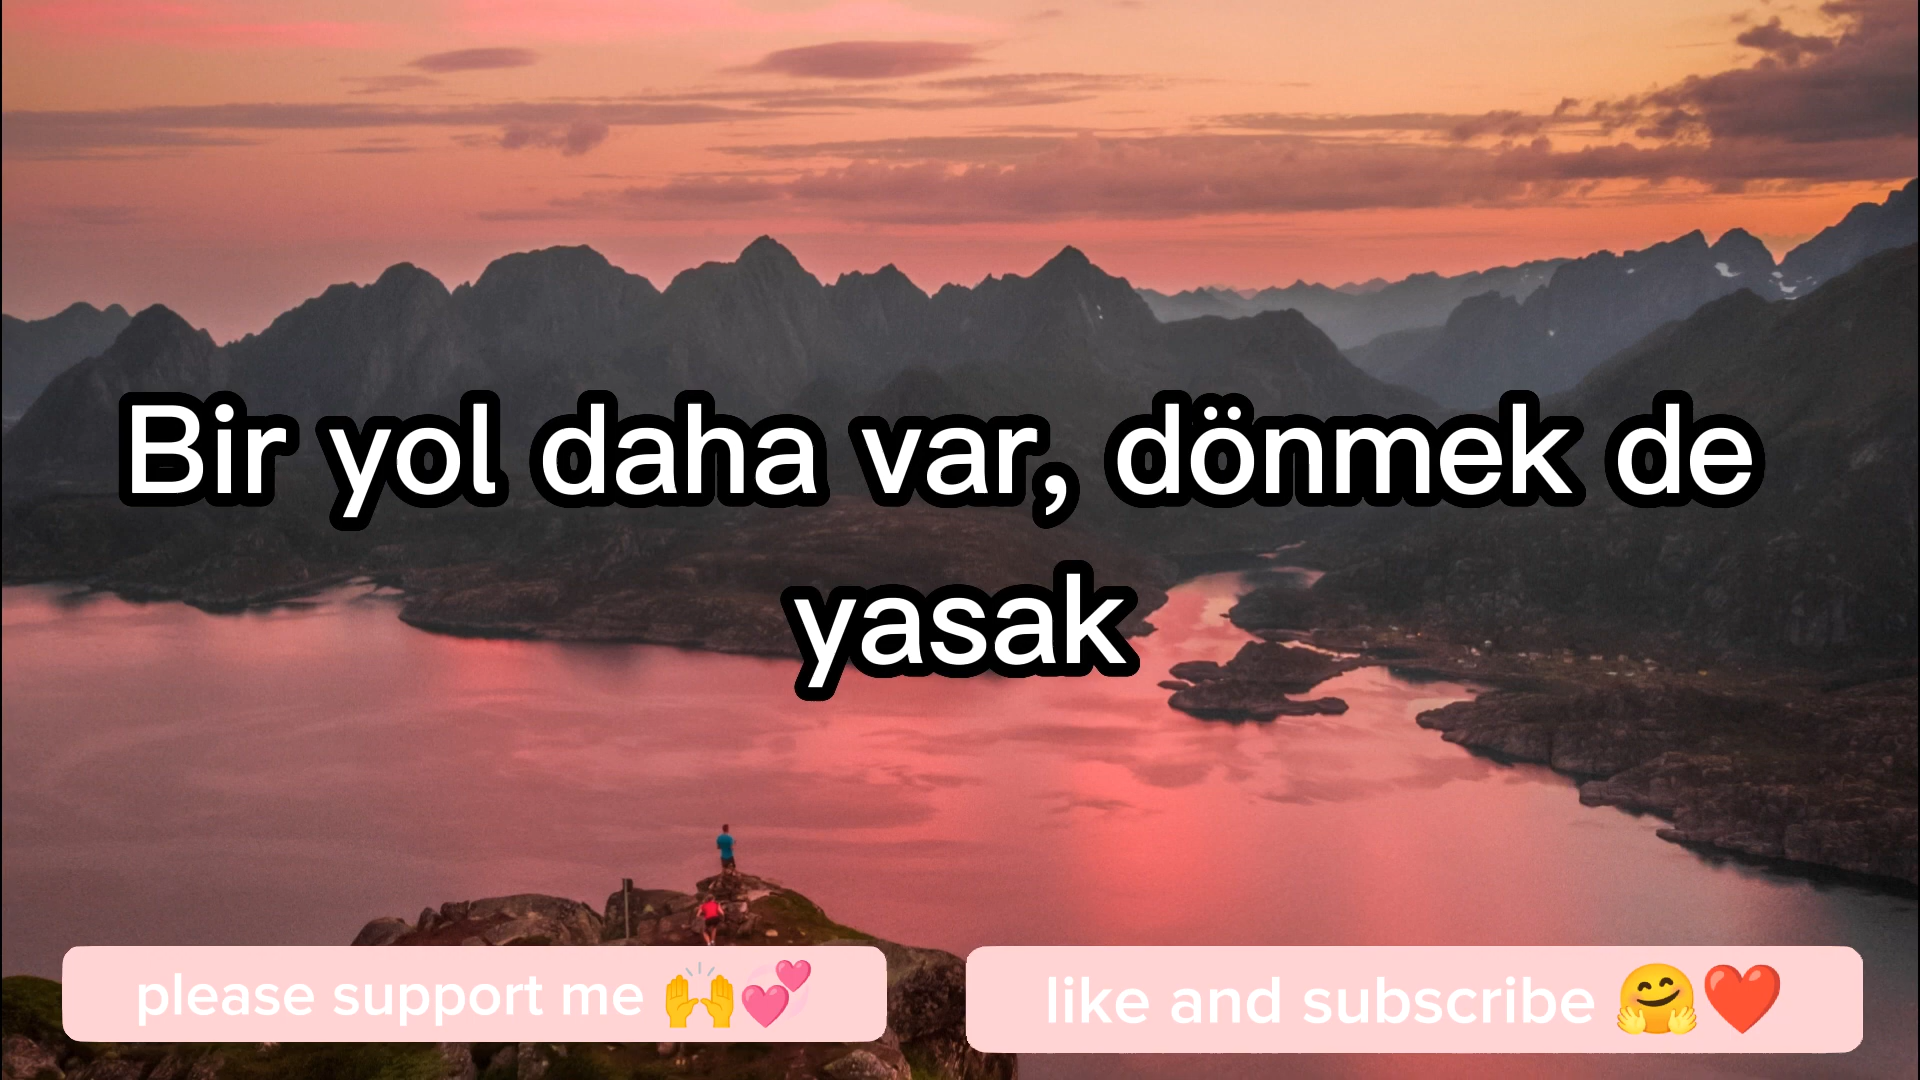 Bir yol daha var, dönmek de
yasak
please support me 🙌💕
like and subscribe 🤗❤️